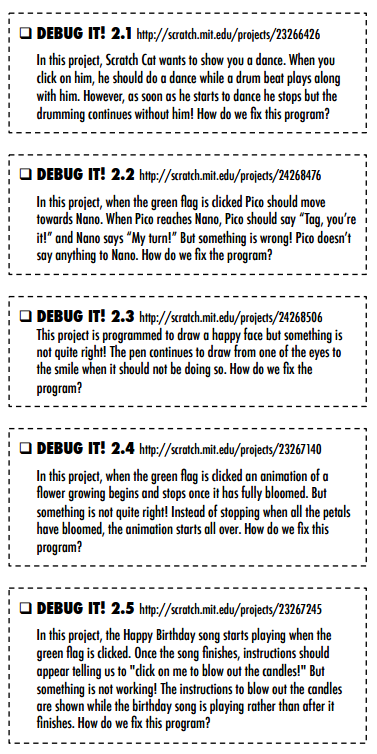 ❑ DEBUG IT! 2.1 http://scratch.mit.edu/projects/23266426
In this project, Scratch Cat wants to show you a dance. When you
click on him, he should do a dance while a drum beat plays along
with him. However, as soon as he starts to dance he stops but the
drumming continues without him! How do we fix this program?
❑ DEBUG IT! 2.2 http://scratch.mit.edu/projects/24268476
In this project, when the green flag is clicked Pico should move
towards Nano. When Pico reaches Nano, Pico should say “Tag, you’re
it!” and Nano says “My turn!” But something is wrong! Pico doesn’t
say anything to Nano. How do we fix the program?
❑ DEBUG IT! 2.3 http://scratch.mit.edu/projects/24268506
This project is programmed to draw a happy face but something is
not quite right! The pen continues to draw from one of the eyes to
the smile when it should not be doing so. How do we fix the
program?
❑ DEBUG IT! 2.4 http://scratch.mit.edu/projects/23267140
In this project, when the green flag is clicked an animation of a
flower growing begins and stops once it has fully bloomed. But
something is not quite right! Instead of stopping when all the petals
have bloomed, the animation starts all over. How do we fix this
program?
❑ DEBUG IT! 2.5 http://scratch.mit.edu/projects/23267245
In this project, the Happy Birthday song starts playing when the
green flag is clicked. Once the song finishes, instructions should
appear telling us to "click on me to blow out the candles!" But
something is not working! The instructions to blow out the candles
are shown while the birthday song is playing rather than after it
finishes. How do we fix this program?